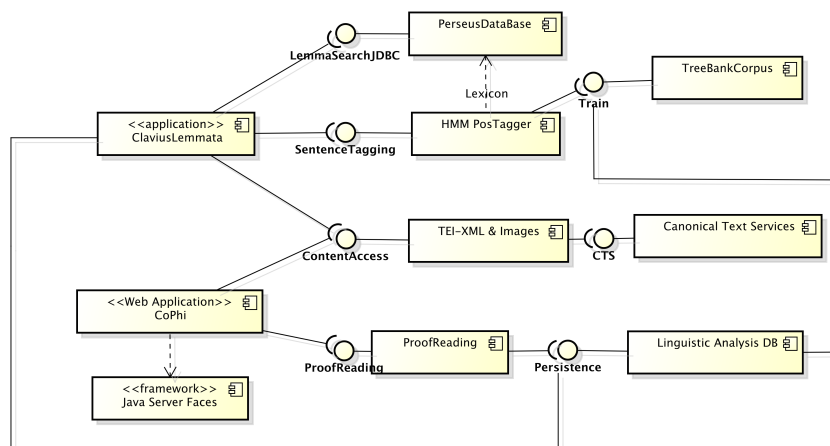 PerseusDataBase
LemmaSearchJDBC
TreeBankCorpus
Lexicon
Train
<<application>>
ClaviusLemmata
HMM PosTagger
SentenceTagging
TEI-XML & Images
Canonical Text Services
ContentAccess
CTS
<<Web Application>>
CoPhi
ProofReading
Linguistic Analysis DB
ProofReading
Persistence
<<framework>>
Java Server Faces